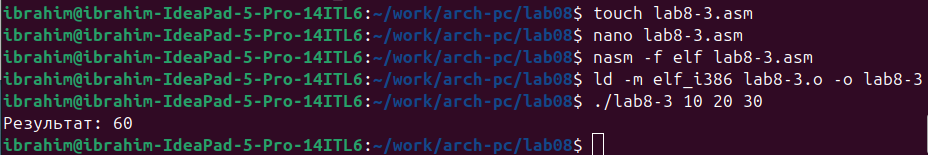 ibrahim@ibrahim-IdeaPad-5-Pro-14ITL6:~/work/arch-pc/lab08$ touch lab8-3.asm
ibrahim@ibrahim-IdeaPad-5-Pro-14ITL6:~/work/arch-pc/lab08$ nano lab8-3.asm
ibrahim@ibrahim-IdeaPad-5-Pro-14ITL6:~/work/arch-pc/lab08$ nasm -f elf lab8-3.asm
ibrahim@ibrahim-IdeaPad-5-Pro-14ITL6:~/work/arch-pc/lab08$ ld -m elf_i386 lab8-3.o -o lab8-3
ibrahim@ibrahim-IdeaPad-5-Pro-14ITL6:~/work/arch-pc/lab08$ ./lab8-3 10 20 30
Результат: 60
ibrahim@ibrahim-IdeaPad-5-Pro-14ITL6:~/work/arch-pc/lab08$